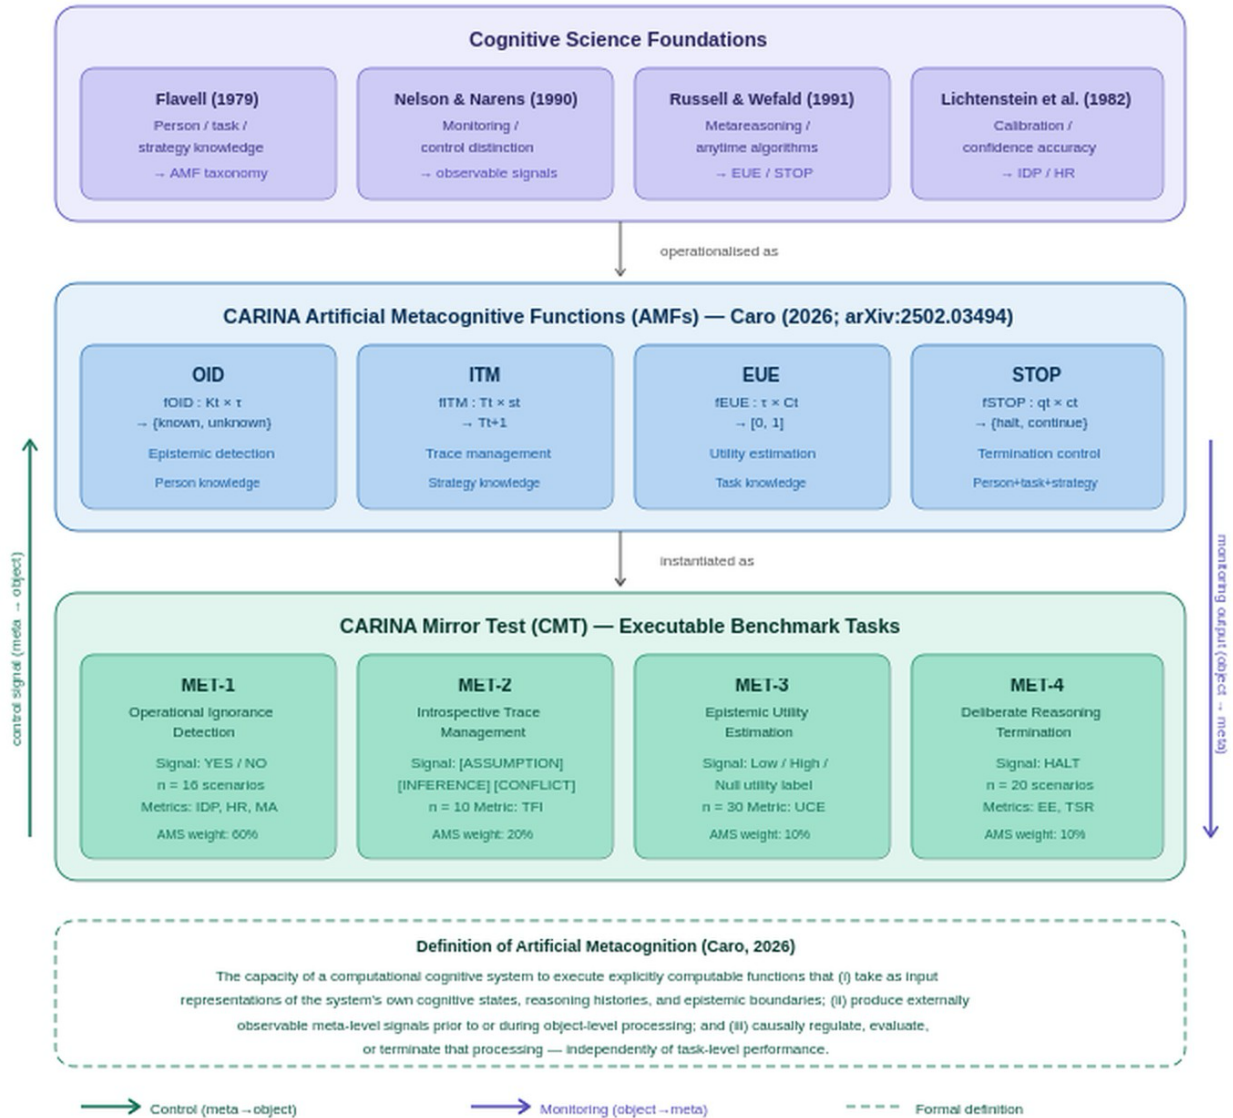 Cognitive Science Foundations
Flavell (1979)
Person / task /
strategy knowledge
→ AMF taxonomy
Nelson & Narens (1990)
Monitoring /
control distinction
→ observable signals
Russell & Wefald (1991)
Metareasoning /
anytime algorithms
→ EUE / STOP
Lichtenstein et al. (1982)
Calibration /
confidence accuracy
→ IDP / HR
operationalised as
CARINA Artificial Metacognitive Functions (AMFs) — Caro (2026; arXiv:2502.03494)
OID
fOID : Kt × τ
→ {known, unknown}
Epistemic detection
Person knowledge
ITM
fITM : Tt × st
→ Tt+1
Trace management
Strategy knowledge
EUE
fEUE : τ × Ct
→ [0, 1]
Utility estimation
Task knowledge
STOP
fSTOP : qt × ct
→ {halt, continue}
Termination control
Person+task+strategy
control signal (meta → object)
monitoring output (object → meta)
instantiated as
CARINA Mirror Test (CMT) — Executable Benchmark Tasks
MET-1
Operational Ignorance
Detection
Signal: YES / NO
n = 16 scenarios
Metrics: IDP, HR, MA
AMS weight: 60%
MET-2
Introspective Trace
Management
Signal: [ASSUMPTION]
[INFERENCE] [CONFLICT]
n = 10 Metric: TFI
AMS weight: 20%
MET-3
Epistemic Utility
Estimation
Signal: Low / High /
Null utility label
n = 30 Metric: UCE
AMS weight: 10%
MET-4
Deliberate Reasoning
Termination
Signal: HALT
n = 20 scenarios
Metrics: EE, TSR
AMS weight: 10%
Definition of Artificial Metacognition (Caro, 2026)
The capacity of a computational cognitive system to execute explicitly computable functions that (i) take as input
representations of the system's own cognitive states, reasoning histories, and epistemic boundaries; (ii) produce externally
observable meta-level signals prior to or during object-level processing; and (iii) causally regulate, evaluate,
or terminate that processing — independently of task-level performance.
Control (meta→object)
Monitoring (object→meta)
Formal definition